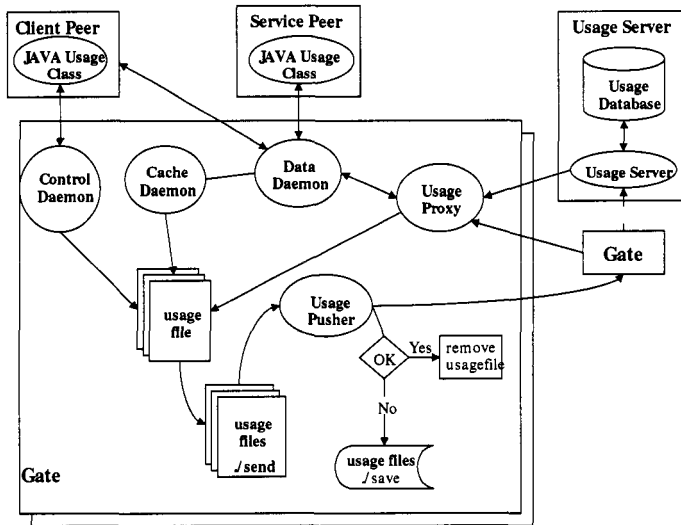 Client Peer
JAVA Usage
Class
Service Peer
JAVA Usage
Class
Usage Server
Usage
Database
Usage Server
Control
Daemon
Cache
Daemon
Data
Daemon
Usage
Proxy
Gate
usage
file
Usage
Pusher
OK
Yes
remove
usagefile
No
usage
files
./send
usage files
./save
Gate